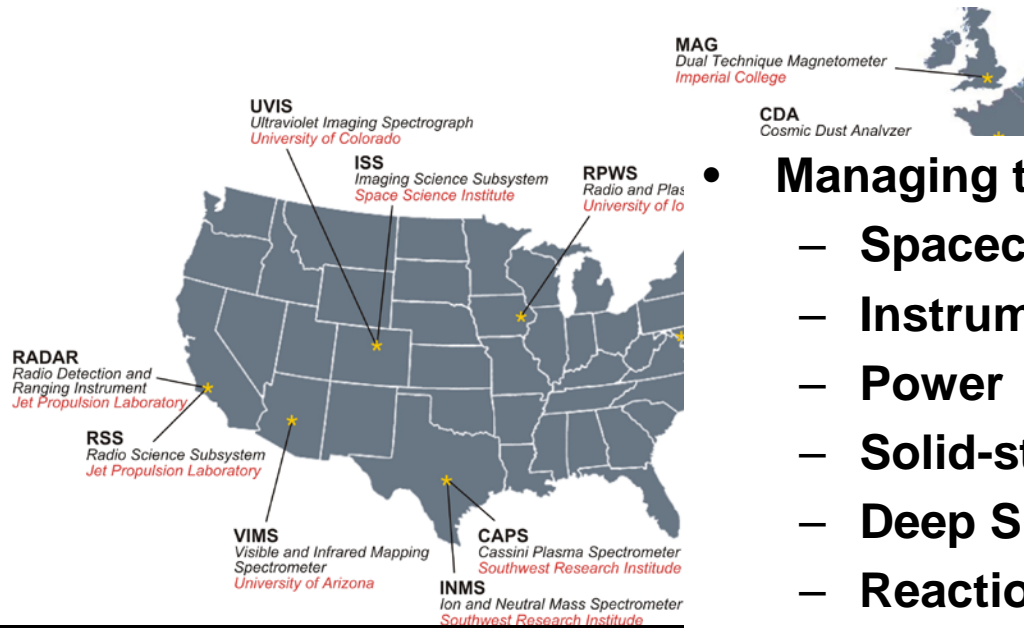 MAG
Dual Technique Magnetometer
Imperial College
CDA
Cosmic Dust Analyzer
UVIS
Ultraviolet Imaging Spectrograph
University of Colorado
ISS
Imaging Science Subsystem
Space Science Institute
RPWS
Radio and Plas
University of Io
RADAR
Radio Detection and
Ranging Instrument
Jet Propulsion Laboratory
RSS
Radio Science Subsystem
Jet Propulsion Laboratory
VIMS
Visible and Infrared Mapping
Spectrometer
University of Arizona
CAPS
Cassini Plasma Spectrometer
Southwest Research Institude
INMS
Ion and Neutral Mass Spectrometer
Southwest Research Institude
• Managing t
– Spacec
– Instrum
– Power
– Solid-st
– Deep S
– Reactio